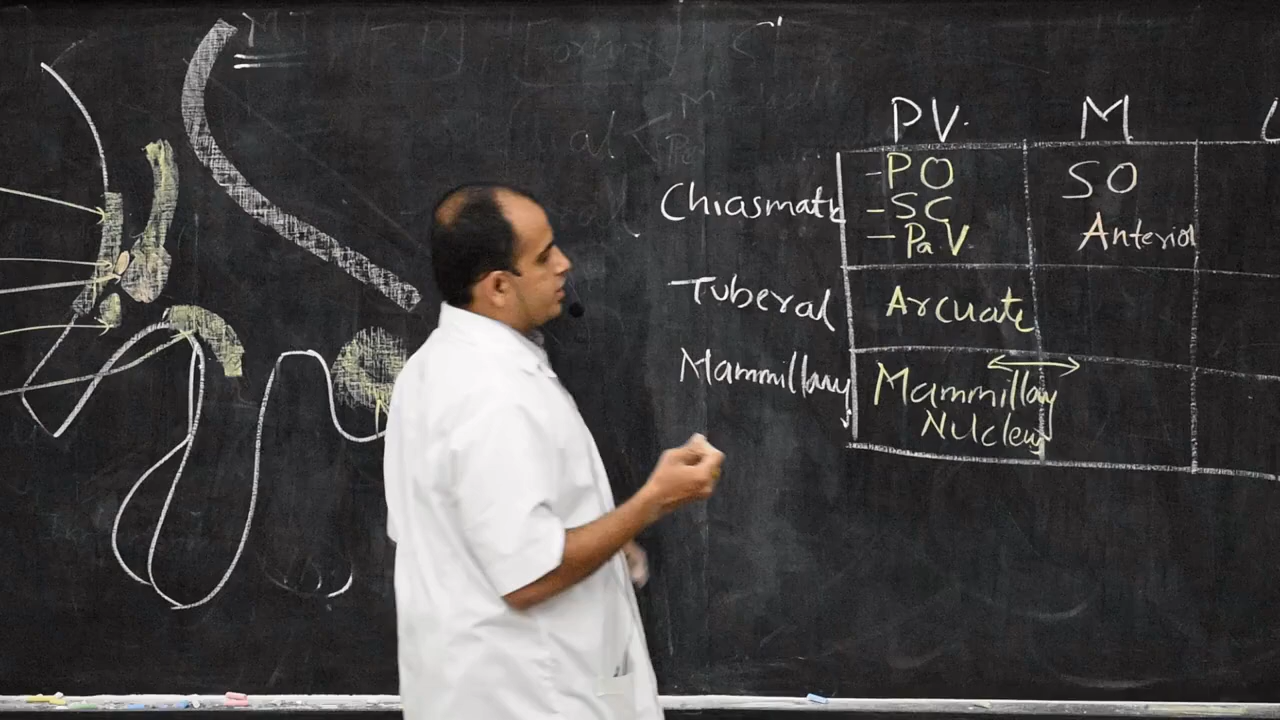 PV.
M
Chiasmatic
-PO
-SC
-PaV
SO
Anterior
Tuberal
Arcuate
Mammillary
Mammillary
Nucleus